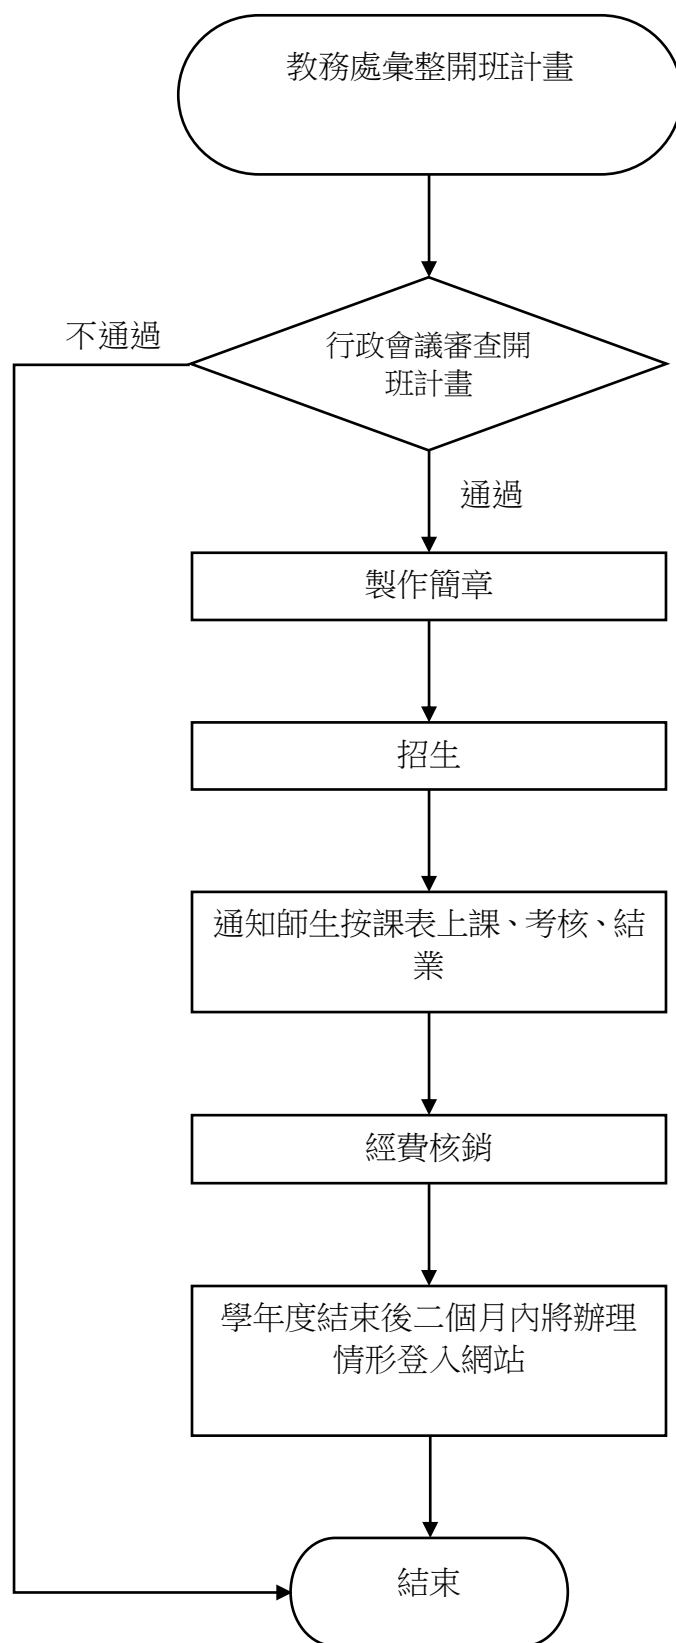 教務處彙整開班計畫
不通過
行政會議審查開
班計畫
通過
製作簡章
招生
通知師生按課表上課、考核、結
業
經費核銷
學年度結束後二個月內將辦理
情形登入網站
結束